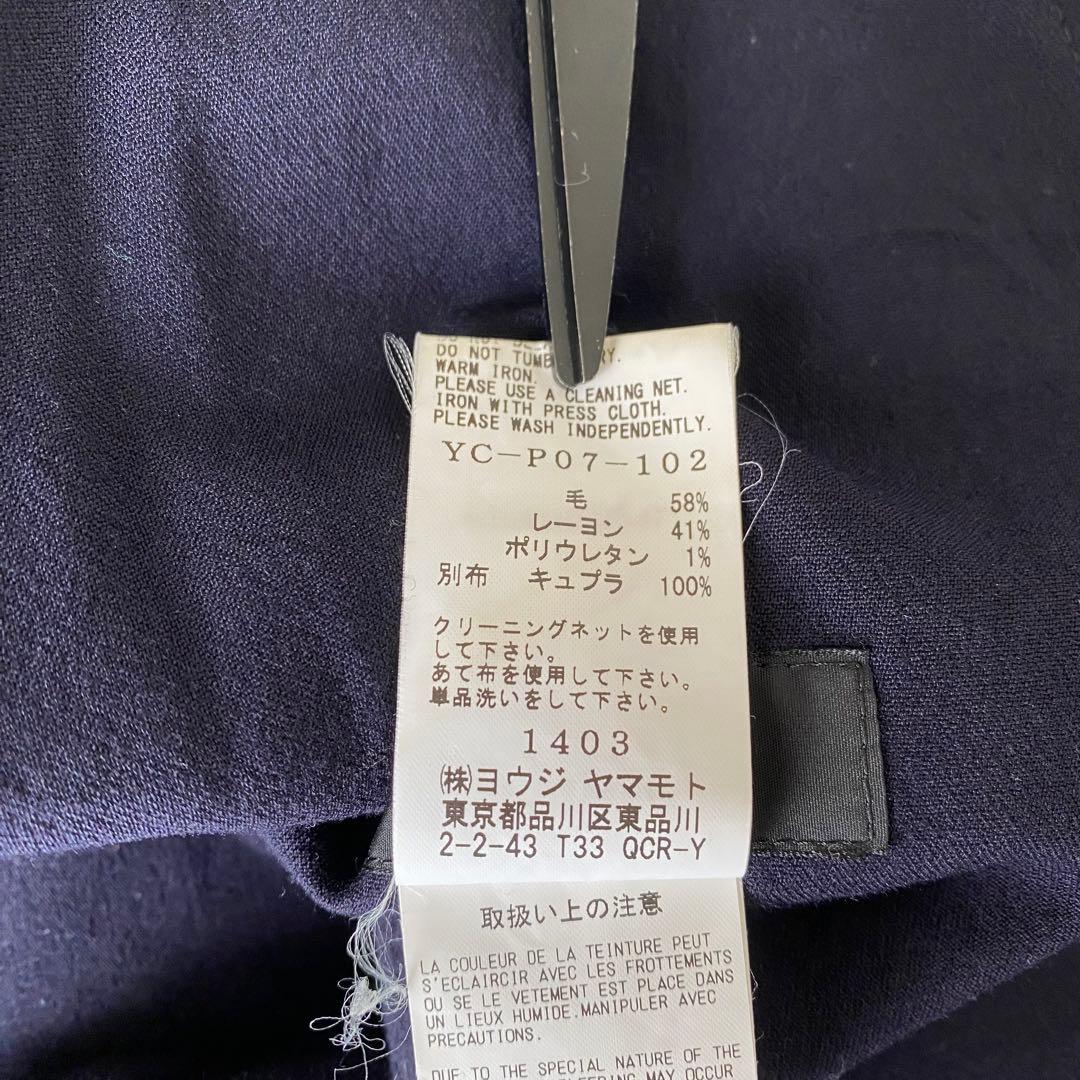 DO NOT
DO NOT TUMB RY.
WARM IRON.
PLEASE USE A CLEANING NET.
IRON WITH PRESS CLOTH.
PLEASE WASH INDEPENDENTLY.
YC-P07-102
毛 58%
レーヨン 41%
ポリウレタン 1%
別布 キュプラ 100%
クリーニングネットを使用
して下さい。
あて布を使用して下さい。
単品洗いをして下さい。
1403
㈱ヨウジ ヤマモト
東京都品川区東品川
2-2-43 T33 QCR-Y
取扱い上の注意
LA COULEUR DE LA TEINTURE PEUT
S'ECLAIRCIR AVEC LES FROTTEMENTS
OU SE LE VETEMENT EST PLACE DANS
UN LIEUX HUMIDE.MANIPULER AVEC
PRECAUTIONS.
DUE TO THE SPECIAL NATURE OF THE
BLEEDING MAY OCCUR